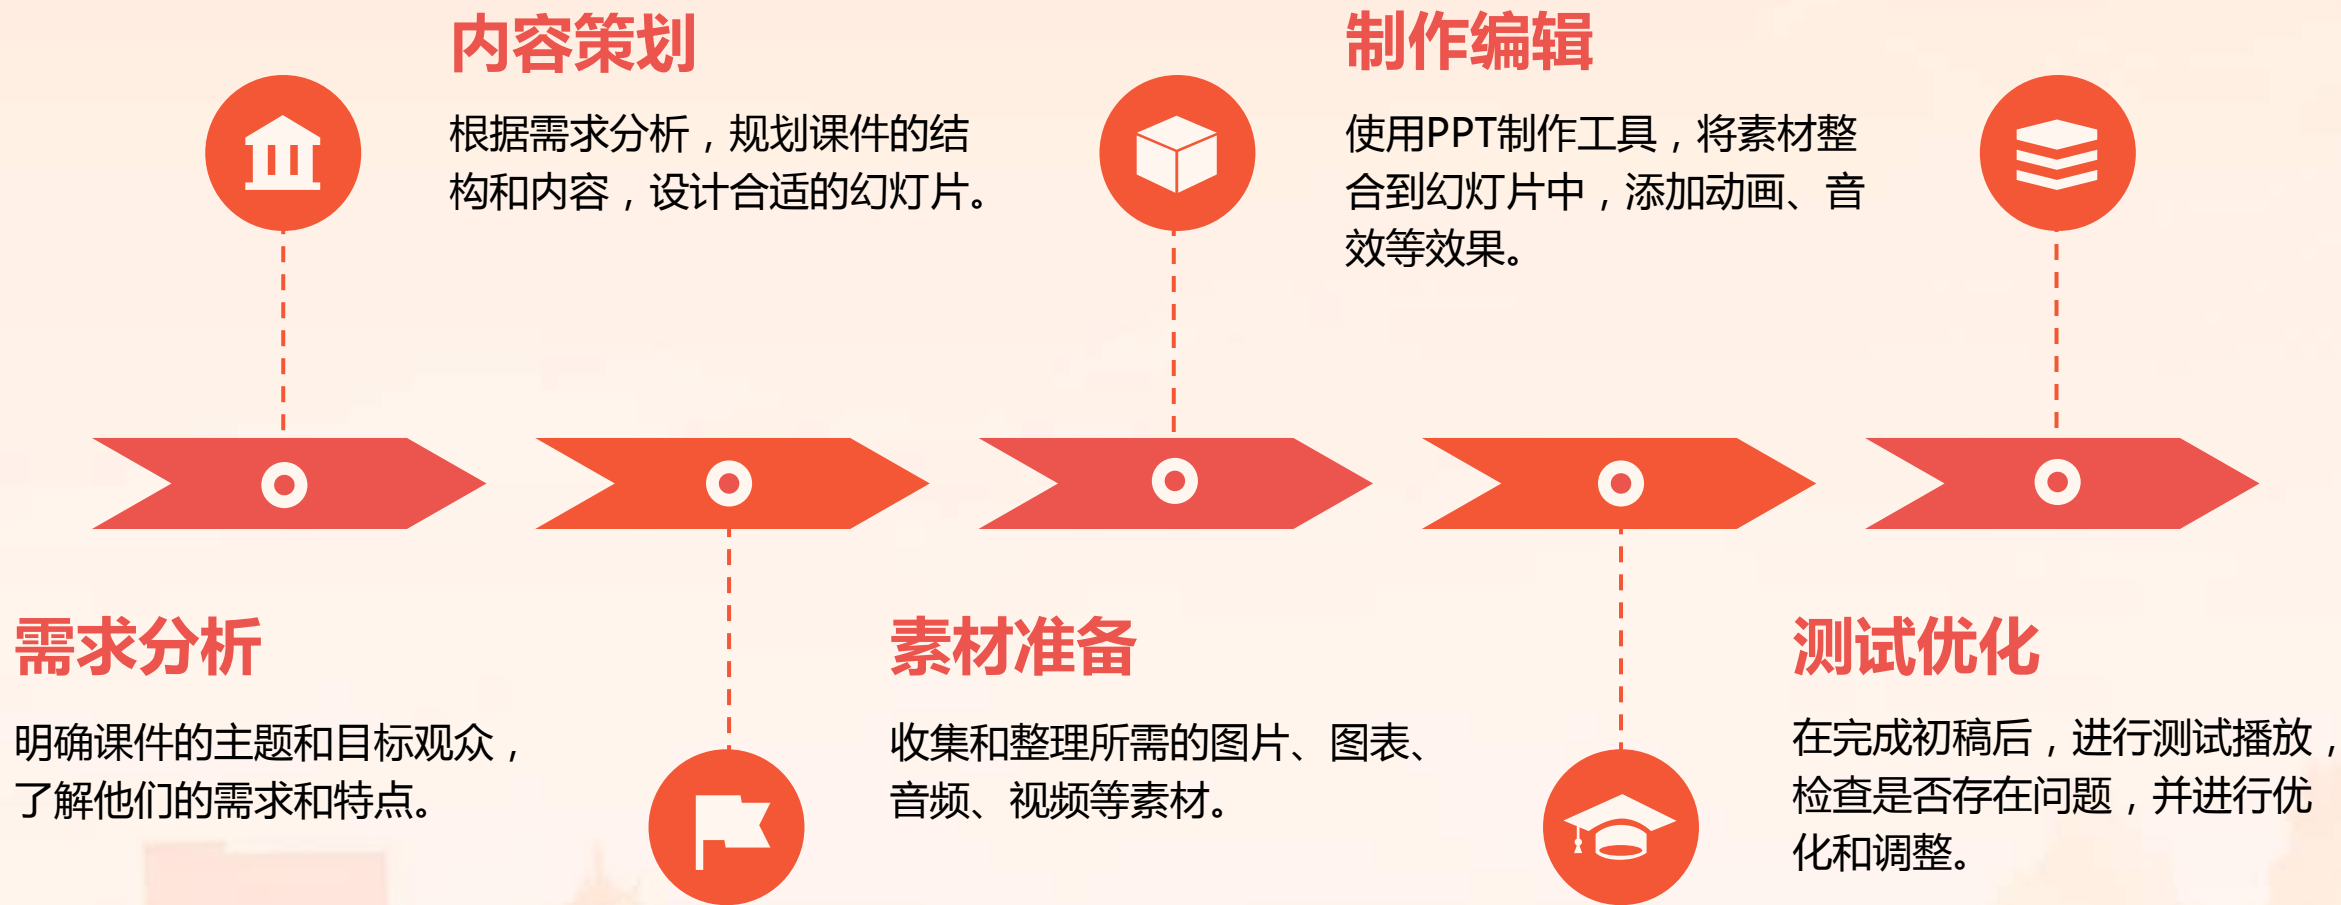 内容策划
根据需求分析，规划课件的结
构和内容，设计合适的幻灯片。
制作编辑
使用PPT制作工具，将素材整
合到幻灯片中，添加动画、音
效等效果。
需求分析
明确课件的主题和目标观众，
了解他们的需求和特点。
素材准备
收集和整理所需的图片、图表、
音频、视频等素材。
测试优化
在完成初稿后，进行测试播放，
检查是否存在问题，并进行优
化和调整。